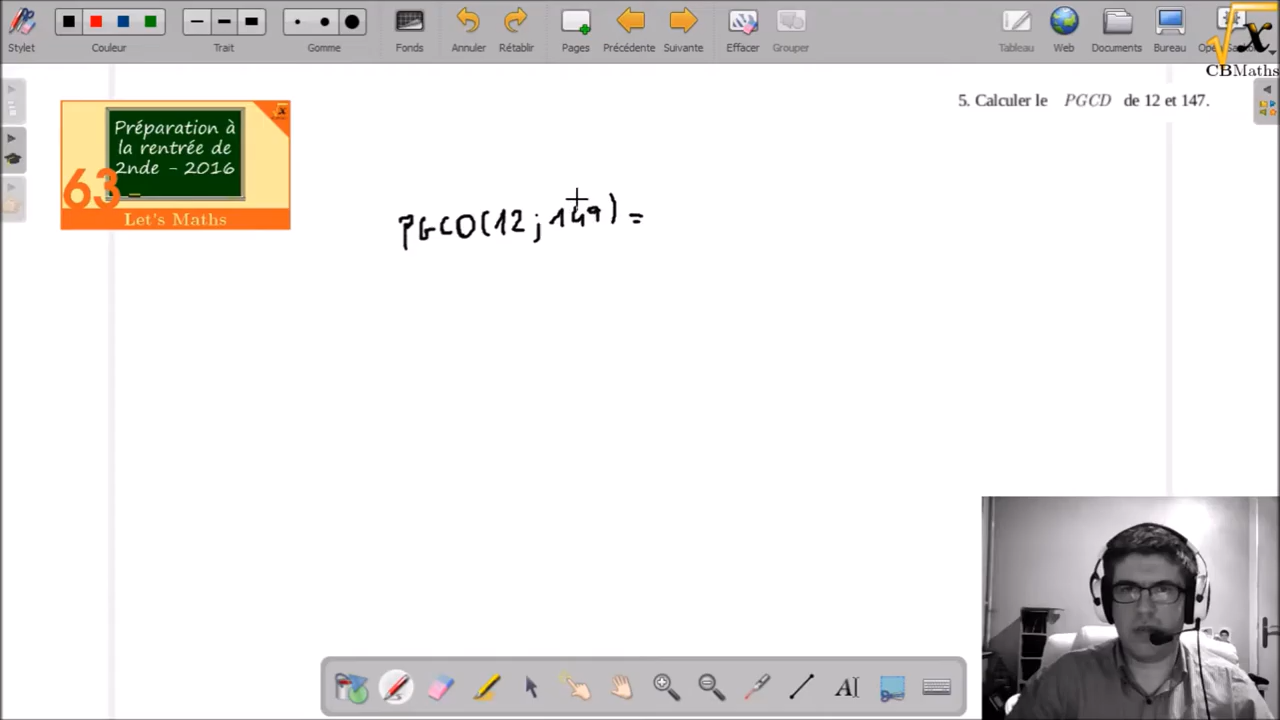 Stylet
Couleur
Trait
Gomme
Fonds
Annuler
Rétablir
Pages
Précédente
Suivante
Effacer
Grouper
Tableau
Web
Documents
Bureau
CBMaths
Préparation à
la rentrée de
2nde - 2016
63
Let's Maths
5. Calculer le PGCD de 12 et 147.
PGCD(12;147) =